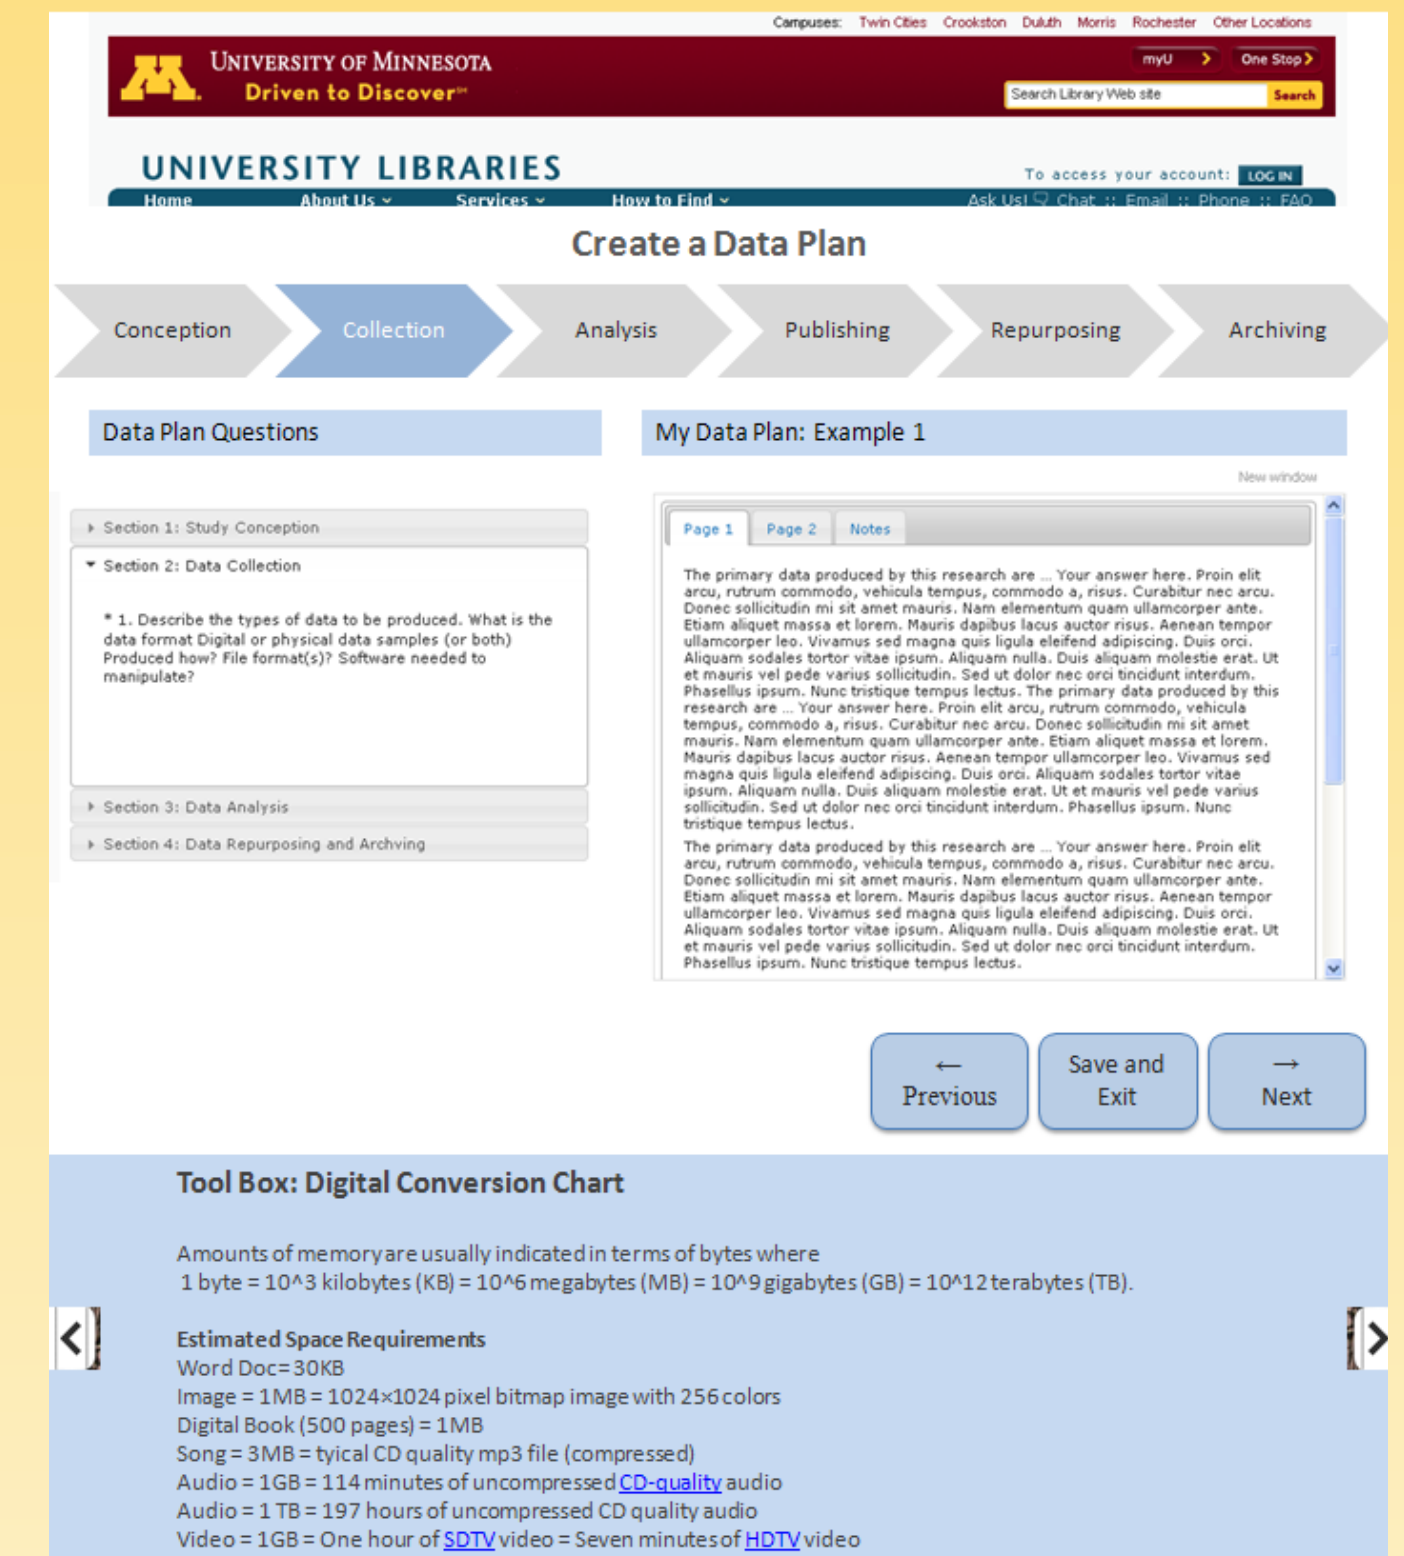 Campuses: Twin Cities Crookston Duluth Morris Rochester Other Locations
UNIVERSITY OF MINNESOTA
Driven to Discover℠
myU One Stop
Search Library Web site Search
UNIVERSITY LIBRARIES
To access your account: LOG IN
Home About Us Services How to Find Ask Us! Chat :: Email :: Phone :: FAQ
Create a Data Plan
Conception Collection Analysis Publishing Repurposing Archiving
Data Plan Questions
Section 1: Study Conception
Section 2: Data Collection
* 1. Describe the types of data to be produced. What is the
data format Digital or physical data samples (or both)
Produced how? File format(s)? Software needed to
manipulate?
Section 3: Data Analysis
Section 4: Data Repurposing and Archving
My Data Plan: Example 1
New window
Page 1 Page 2 Notes
The primary data produced by this research are ... Your answer here. Proin elit
arcu, rutrum commodo, vehicula tempus, commodo a, risus. Curabitur nec arcu.
Donec sollicitudin mi sit amet mauris. Nam elementum quam ullamcorper ante.
Etiam aliquet massa et lorem. Mauris dapibus lacus auctor risus. Aenean tempor
ullamcorper leo. Vivamus sed magna quis ligula eleifend adipiscing. Duis orci.
Aliquam sodales tortor vitae ipsum. Aliquam nulla. Duis aliquam molestie erat. Ut
et mauris vel pede varius sollicitudin. Sed ut dolor nec orci tincidunt interdum.
Phasellus ipsum. Nunc tristique tempus lectus. The primary data produced by this
research are ... Your answer here. Proin elit arcu, rutrum commodo, vehicula
tempus, commodo a, risus. Curabitur nec arcu. Donec sollicitudin mi sit amet
mauris. Nam elementum quam ullamcorper ante. Etiam aliquet massa et lorem.
Mauris dapibus lacus auctor risus. Aenean tempor ullamcorper leo. Vivamus sed
magna quis ligula eleifend adipiscing. Duis orci. Aliquam sodales tortor vitae
ipsum. Aliquam nulla. Duis aliquam molestie erat. Ut et mauris vel pede varius
sollicitudin. Sed ut dolor nec orci tincidunt interdum. Phasellus ipsum. Nunc
tristique tempus lectus.
The primary data produced by this research are ... Your answer here. Proin elit
arcu, rutrum commodo, vehicula tempus, commodo a, risus. Curabitur nec arcu.
Donec sollicitudin mi sit amet mauris. Nam elementum quam ullamcorper ante.
Etiam aliquet massa et lorem. Mauris dapibus lacus auctor risus. Aenean tempor
ullamcorper leo. Vivamus sed magna quis ligula eleifend adipiscing. Duis orci.
Aliquam sodales tortor vitae ipsum. Aliquam nulla. Duis aliquam molestie erat. Ut
et mauris vel pede varius sollicitudin. Sed ut dolor nec orci tincidunt interdum.
Phasellus ipsum. Nunc tristique tempus lectus.
← Previous
Save and Exit
→ Next
Tool Box: Digital Conversion Chart
Amounts of memory are usually indicated in terms of bytes where
1 byte = 10^3 kilobytes (KB) = 10^6 megabytes (MB) = 10^9 gigabytes (GB) = 10^12 terabytes (TB).
Estimated Space Requirements
Word Doc= 30KB
Image = 1MB = 1024×1024 pixel bitmap image with 256 colors
Digital Book (500 pages) = 1MB
Song = 3MB = tyical CD quality mp3 file (compressed)
Audio = 1GB = 114 minutes of uncompressed CD-quality audio
Audio = 1 TB = 197 hours of uncompressed CD quality audio
Video = 1GB = One hour of SDTV video = Seven minutes of HDTV video